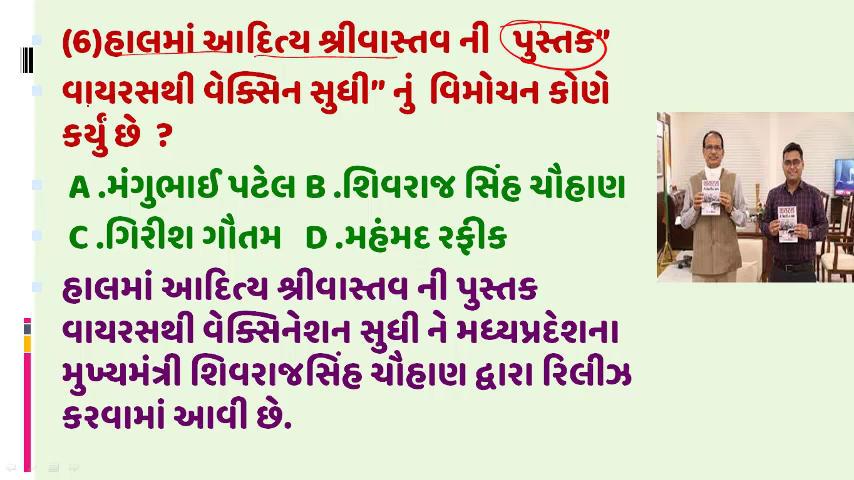 (6)હાલમાં આદિત્ય શ્રીવાસ્તવ ની પુસ્તક”
વાયરસથી વેક્સિન સુધી” નું વિમોચન કોણે
કર્યું છે ?
A .મંગુભાઈ પટેલ B .શિવરાજ સિંહ ચૌહાણ
C .ગિરીશ ગૌતમ D .મહંમદ રફીક
હાલમાં આદિત્ય શ્રીવાસ્તવ ની પુસ્તક
વાયરસથી વેક્સિનેશન સુધી ને મધ્યપ્રદેશના
મુખ્યમંત્રી શિવરાજસિંહ ચૌહાણ દ્વારા રિલીઝ
કરવામાં આવી છે.